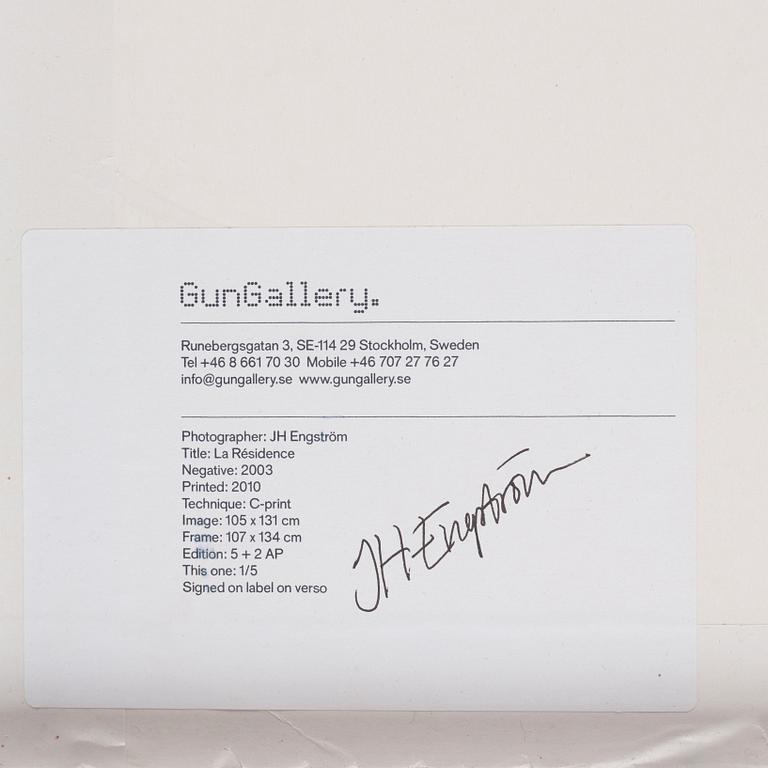 GunGallery.
Runebergsgatan 3, SE-114 29 Stockholm, Sweden
Tel +46 8 661 70 30  Mobile +46 707 27 76 27
info@gungallery.se  www.gungallery.se
Photographer: JH Engström
Title: La Résidence
Negative: 2003
Printed: 2010
Technique: C-print
Image: 105 x 131 cm
Frame: 107 x 134 cm
Edition: 5 + 2 AP
This one: 1/5
Signed on label on verso
JH Engström